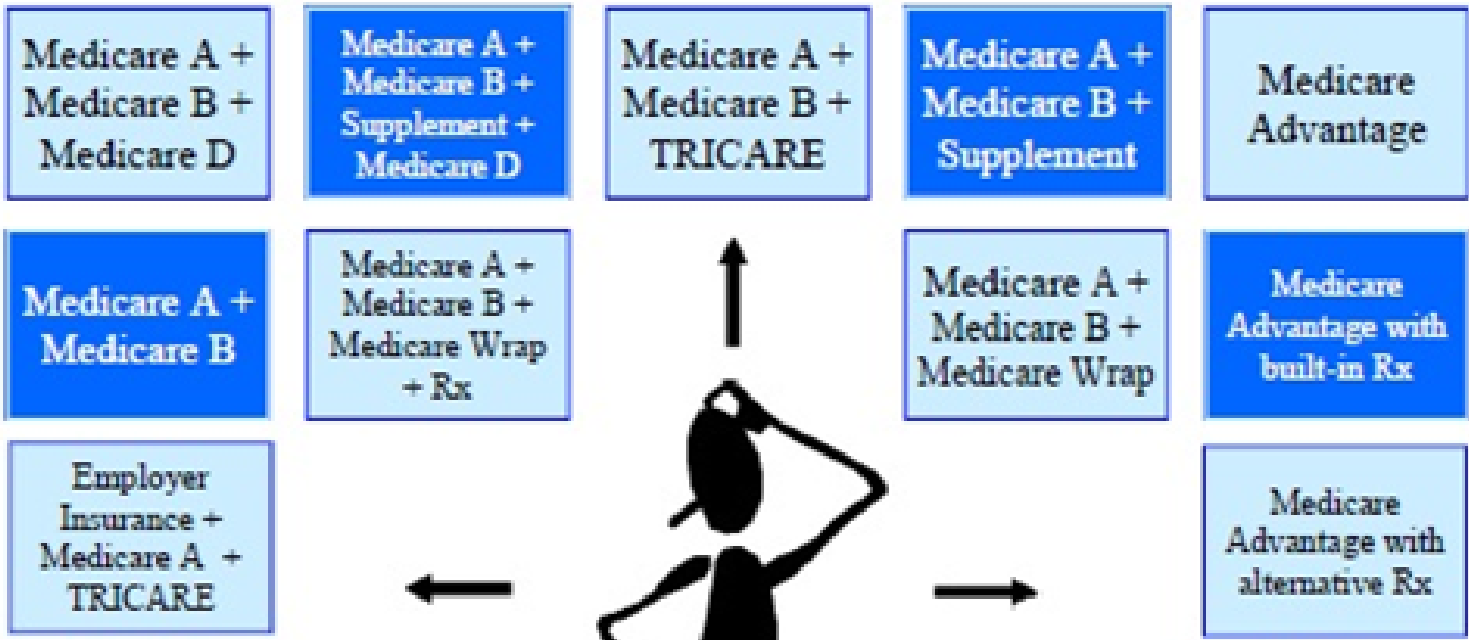 Medicare A +
Medicare B +
Medicare D
Medicare A +
Medicare B +
Supplement +
Medicare D
Medicare A +
Medicare B +
TRICARE
Medicare A +
Medicare B +
Supplement
Medicare
Advantage
Medicare A +
Medicare B
Medicare A +
Medicare B +
Medicare Wrap
+ Rx
Medicare A +
Medicare B +
Medicare Wrap
Medicare
Advantage with
built-in Rx
Employer
Insurance +
Medicare A +
TRICARE
Medicare
Advantage with
alternative Rx